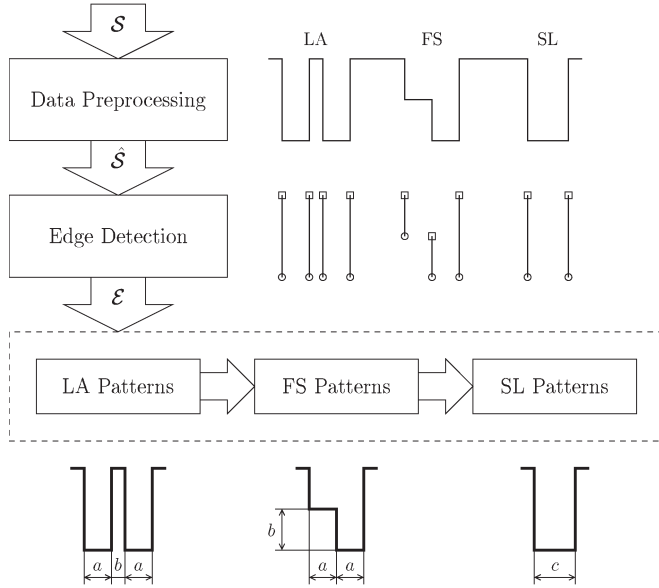 𝒮
LA FS SL
Data Preprocessing
𝒮̂
Edge Detection
ℰ
LA Patterns FS Patterns SL Patterns
b
a b a a a c